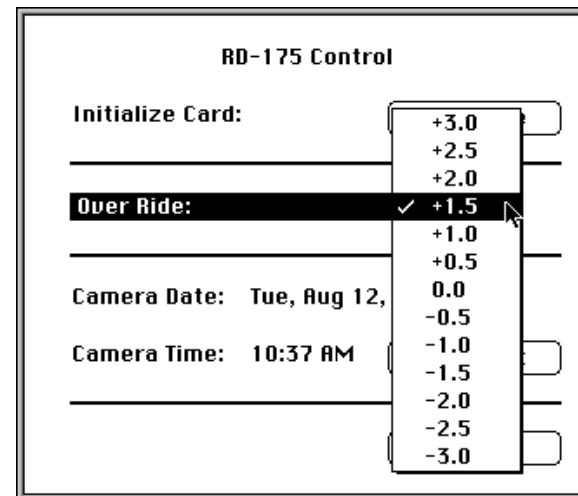 RD-175 Control
Initialize Card:
+3.0
+2.5
+2.0
Over Ride: ✓ +1.5
+1.0
+0.5
Camera Date: Tue, Aug 12, 0.0
-0.5
Camera Time: 10:37 AM -1.0
-1.5
-2.0
-2.5
-3.0